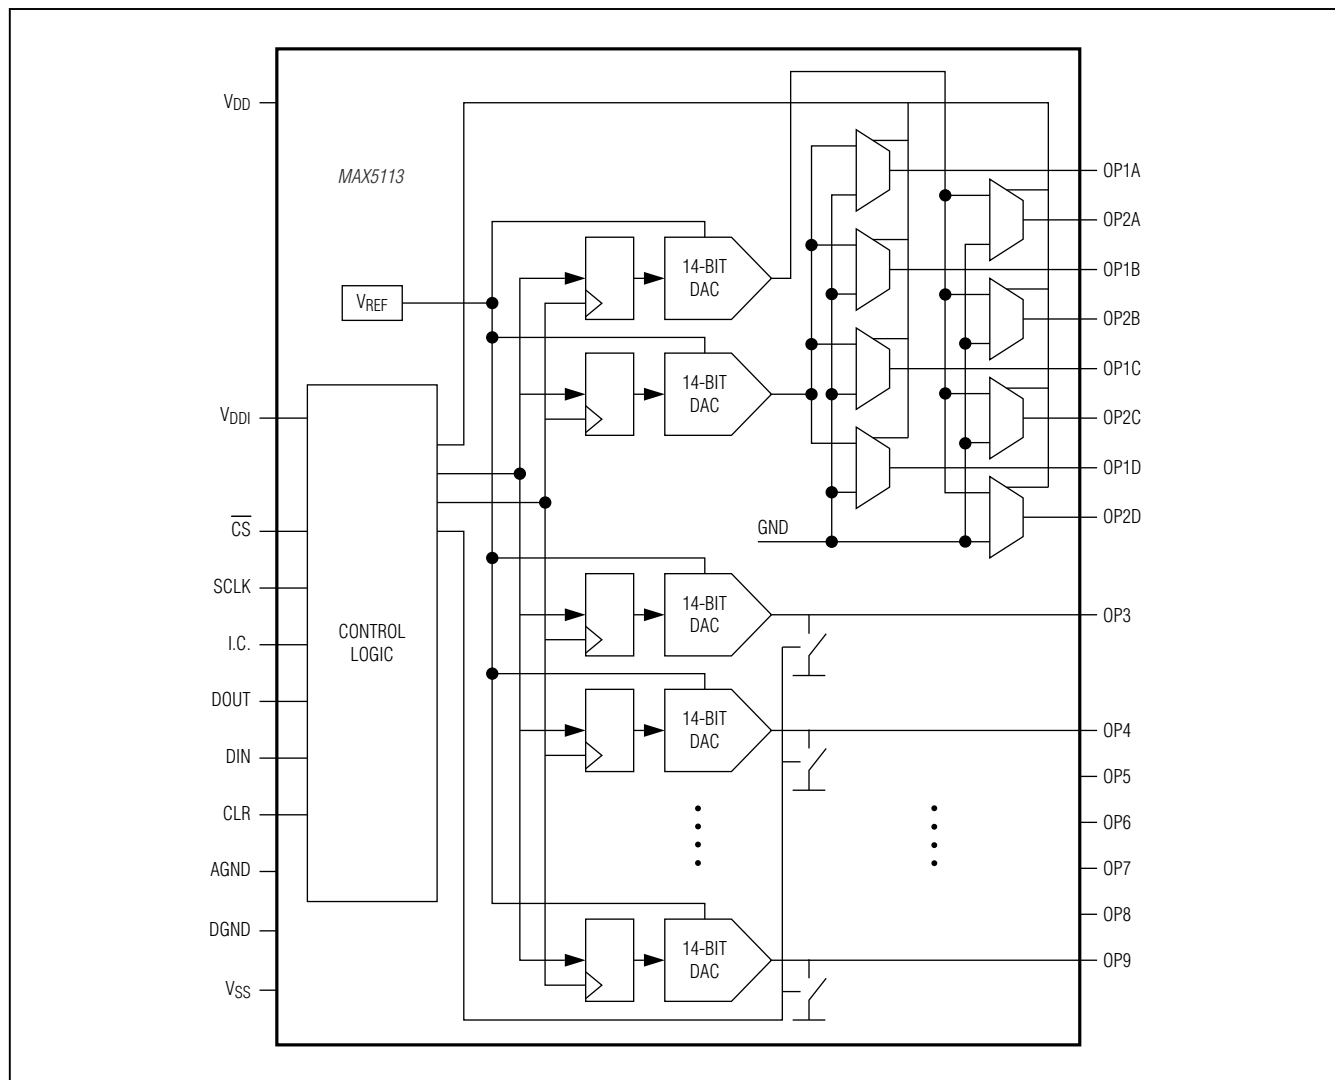 VDD
MAX5113
VREF
VDDI
CS
SCLK
I.C.
DOUT
DIN
CLR
AGND
DGND
VSS
CONTROL
LOGIC
14-BIT
DAC
14-BIT
DAC
14-BIT
DAC
14-BIT
DAC
14-BIT
DAC
GND
OP1A
OP2A
OP1B
OP2B
OP1C
OP2C
OP1D
OP2D
OP3
OP4
OP5
OP6
OP7
OP8
OP9